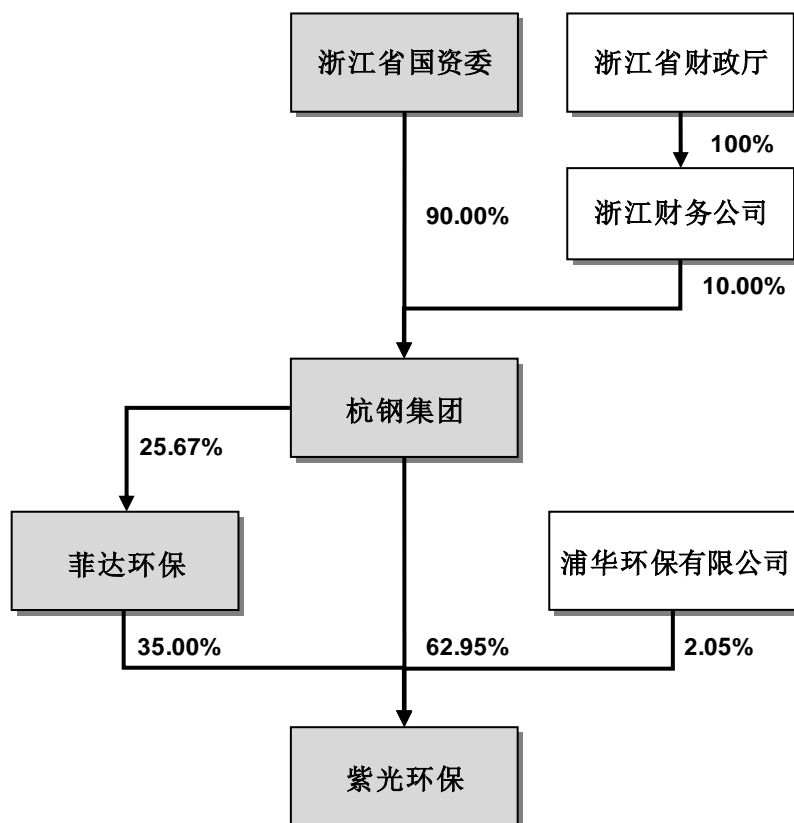 浙江省国资委
浙江省财政厅
100%
浙江财务公司
90.00%
10.00%
杭钢集团
25.67%
菲达环保
浦华环保有限公司
35.00%
62.95%
2.05%
紫光环保